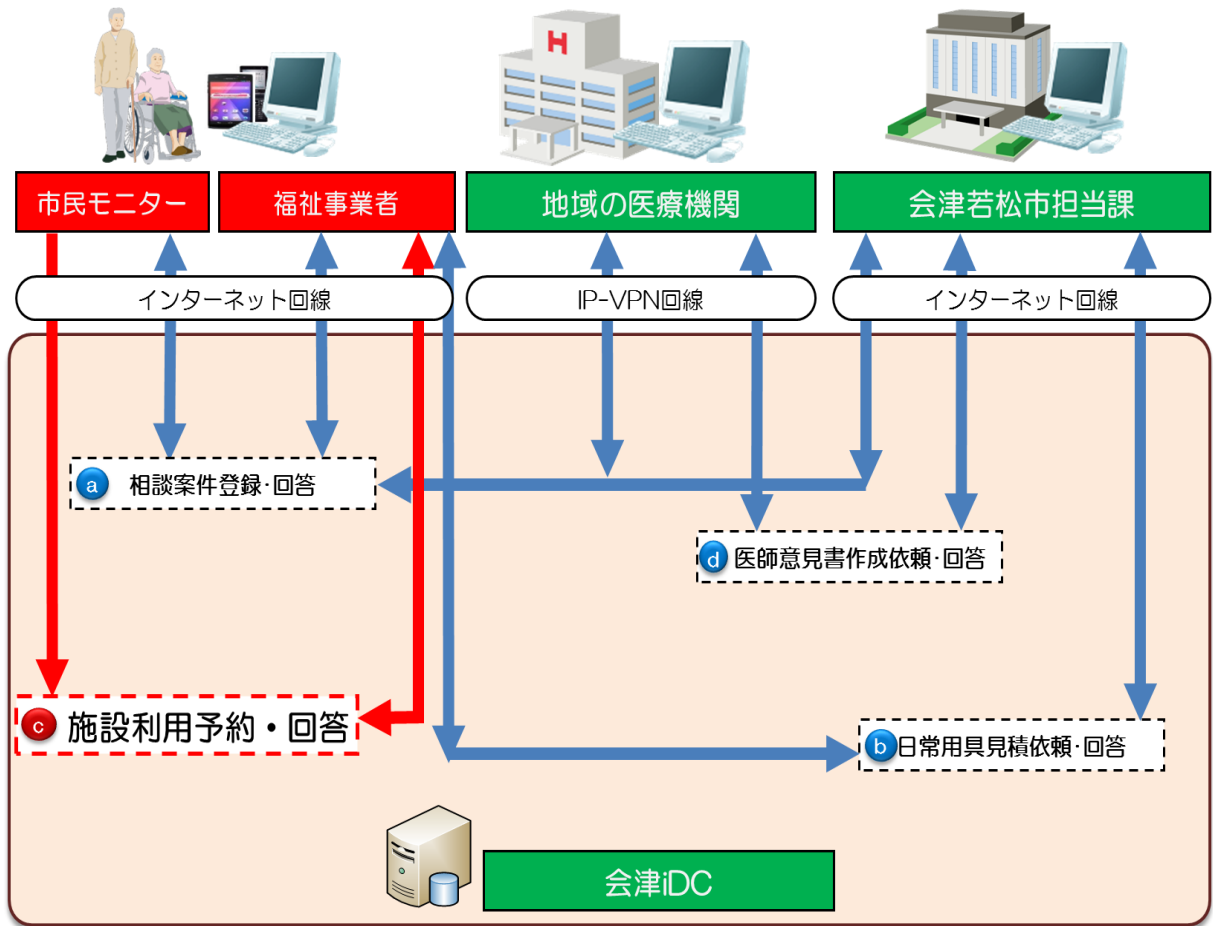 H
市民モニター
福祉事業者
地域の医療機関
会津若松市担当課
インターネット回線
IP-VPN回線
インターネット回線
a 相談案件登録・回答
d 医師意見書作成依頼・回答
c 施設利用予約・回答
b 日常用具見積依頼・回答
会津iDC